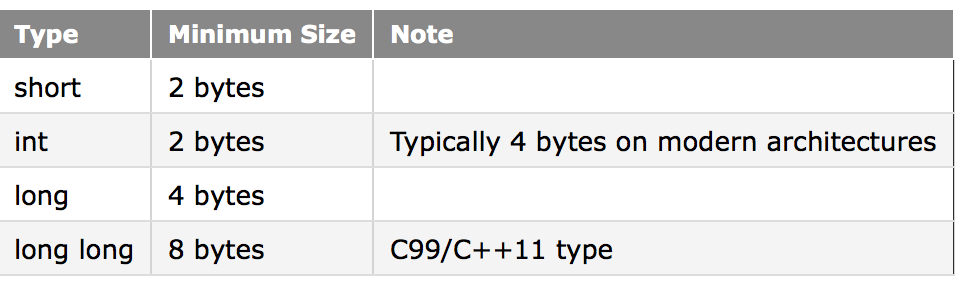 Type Minimum Size Note
short 2 bytes
int 2 bytes Typically 4 bytes on modern architectures
long 4 bytes
long long 8 bytes C99/C++11 type